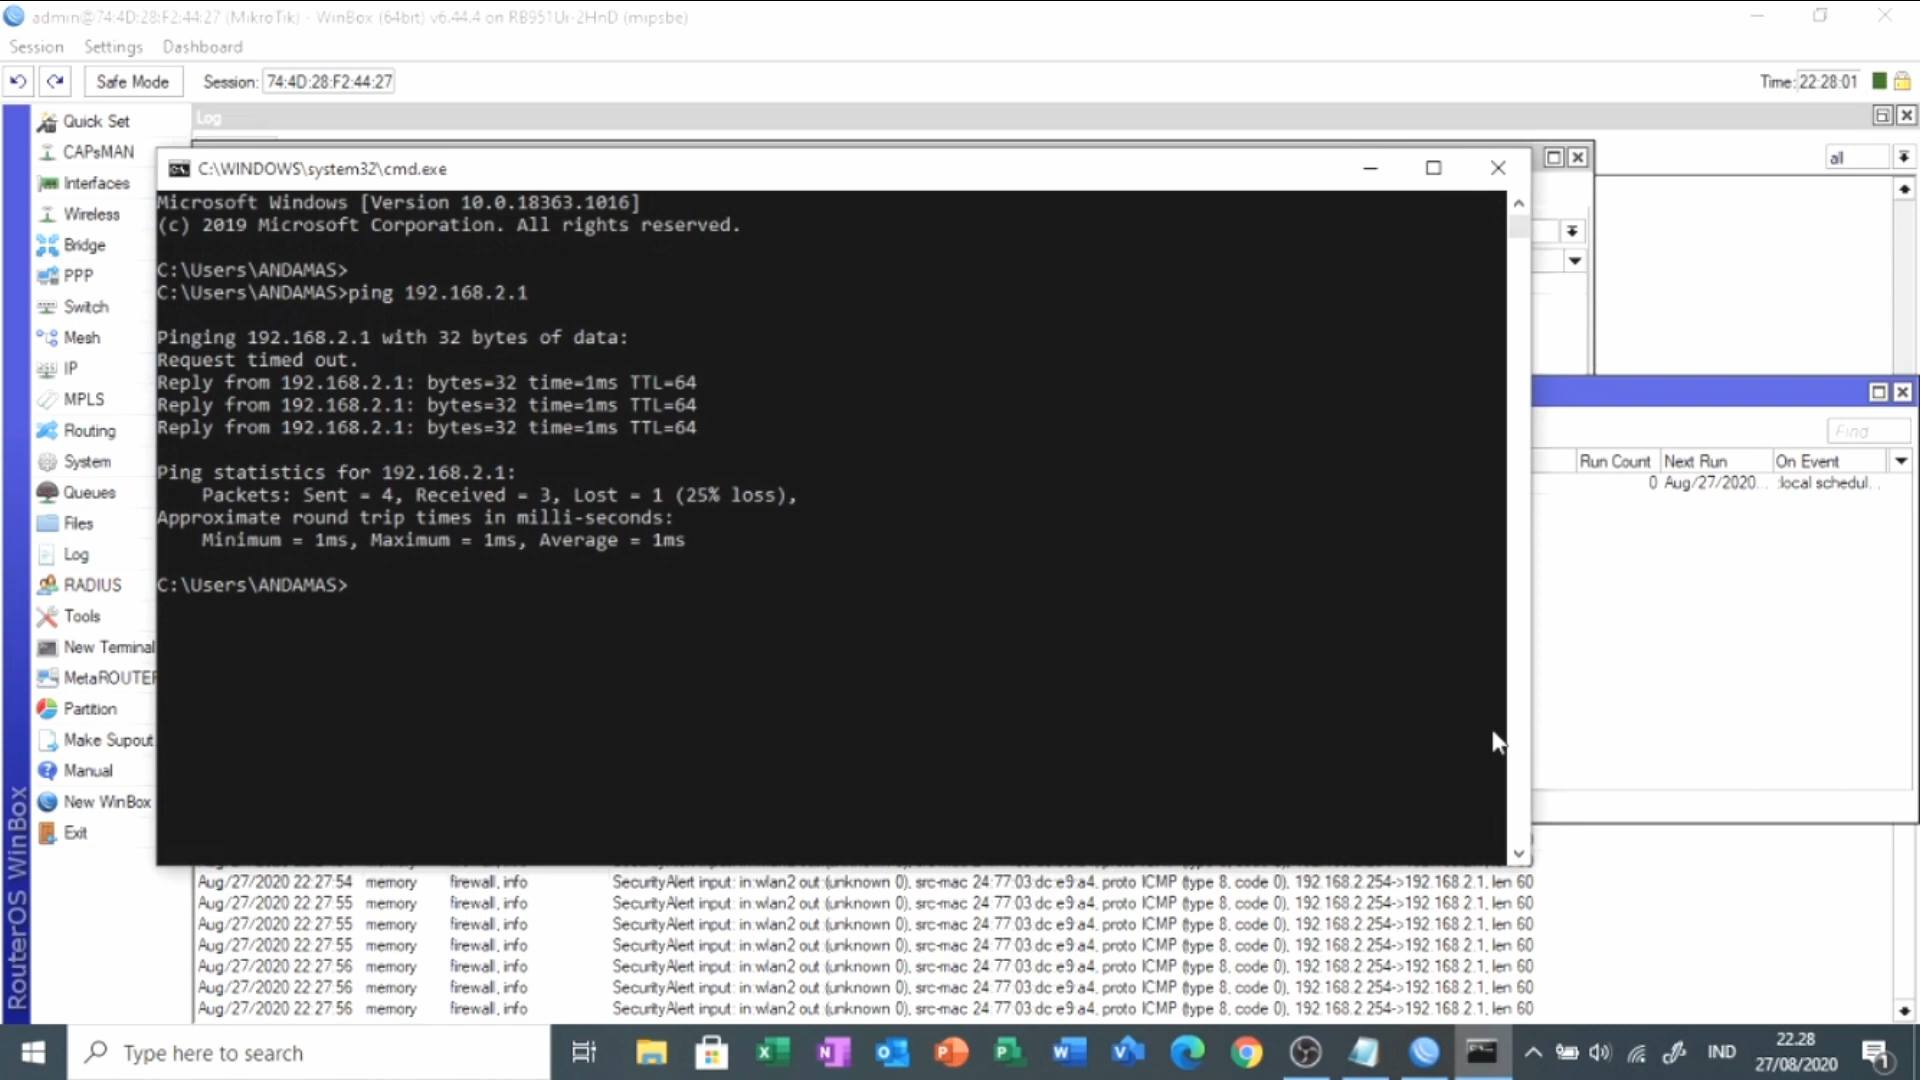 admin@74:4D:28:F2:44:27 (MikroTik) - WinBox (64bit) v6.44.4 on RB951Ui-2HnD (mipsbe)
Session Settings Dashboard
Safe Mode Session: 74:4D:28:F2:44:27 Time: 22:28:01
Log
all
Quick Set
CAPsMAN
Interfaces
Wireless
Bridge
PPP
Switch
Mesh
IP
MPLS
Routing
System
Queues
Files
Log
RADIUS
Tools
New Terminal
MetaROUTER
Partition
Make Supout
Manual
New WinBox
Exit
RouterOS WinBox
C:\WINDOWS\system32\cmd.exe
Microsoft Windows [Version 10.0.18363.1016]
(c) 2019 Microsoft Corporation. All rights reserved.
C:\Users\ANDAMAS>
C:\Users\ANDAMAS>ping 192.168.2.1
Pinging 192.168.2.1 with 32 bytes of data:
Request timed out.
Reply from 192.168.2.1: bytes=32 time=1ms TTL=64
Reply from 192.168.2.1: bytes=32 time=1ms TTL=64
Reply from 192.168.2.1: bytes=32 time=1ms TTL=64
Ping statistics for 192.168.2.1:
Packets: Sent = 4, Received = 3, Lost = 1 (25% loss),
Approximate round trip times in milli-seconds:
Minimum = 1ms, Maximum = 1ms, Average = 1ms
C:\Users\ANDAMAS>
Find
Run Count Next Run On Event
0 Aug/27/2020... :local schedul...
Aug/27/2020 22:27:54 memory firewall, info SecurityAlert input: in:wlan2 out:(unknown 0), src-mac 24:77:03:dc:e9:a4, proto ICMP (type 8, code 0), 192.168.2.254->192.168.2.1, len 60
Aug/27/2020 22:27:55 memory firewall, info SecurityAlert input: in:wlan2 out:(unknown 0), src-mac 24:77:03:dc:e9:a4, proto ICMP (type 8, code 0), 192.168.2.254->192.168.2.1, len 60
Aug/27/2020 22:27:55 memory firewall, info SecurityAlert input: in:wlan2 out:(unknown 0), src-mac 24:77:03:dc:e9:a4, proto ICMP (type 8, code 0), 192.168.2.254->192.168.2.1, len 60
Aug/27/2020 22:27:55 memory firewall, info SecurityAlert input: in:wlan2 out:(unknown 0), src-mac 24:77:03:dc:e9:a4, proto ICMP (type 8, code 0), 192.168.2.254->192.168.2.1, len 60
Aug/27/2020 22:27:56 memory firewall, info SecurityAlert input: in:wlan2 out:(unknown 0), src-mac 24:77:03:dc:e9:a4, proto ICMP (type 8, code 0), 192.168.2.254->192.168.2.1, len 60
Aug/27/2020 22:27:56 memory firewall, info SecurityAlert input: in:wlan2 out:(unknown 0), src-mac 24:77:03:dc:e9:a4, proto ICMP (type 8, code 0), 192.168.2.254->192.168.2.1, len 60
Aug/27/2020 22:27:56 memory firewall, info SecurityAlert input: in:wlan2 out:(unknown 0), src-mac 24:77:03:dc:e9:a4, proto ICMP (type 8, code 0), 192.168.2.254->192.168.2.1, len 60
Type here to search
IND
22.28
27/08/2020
1